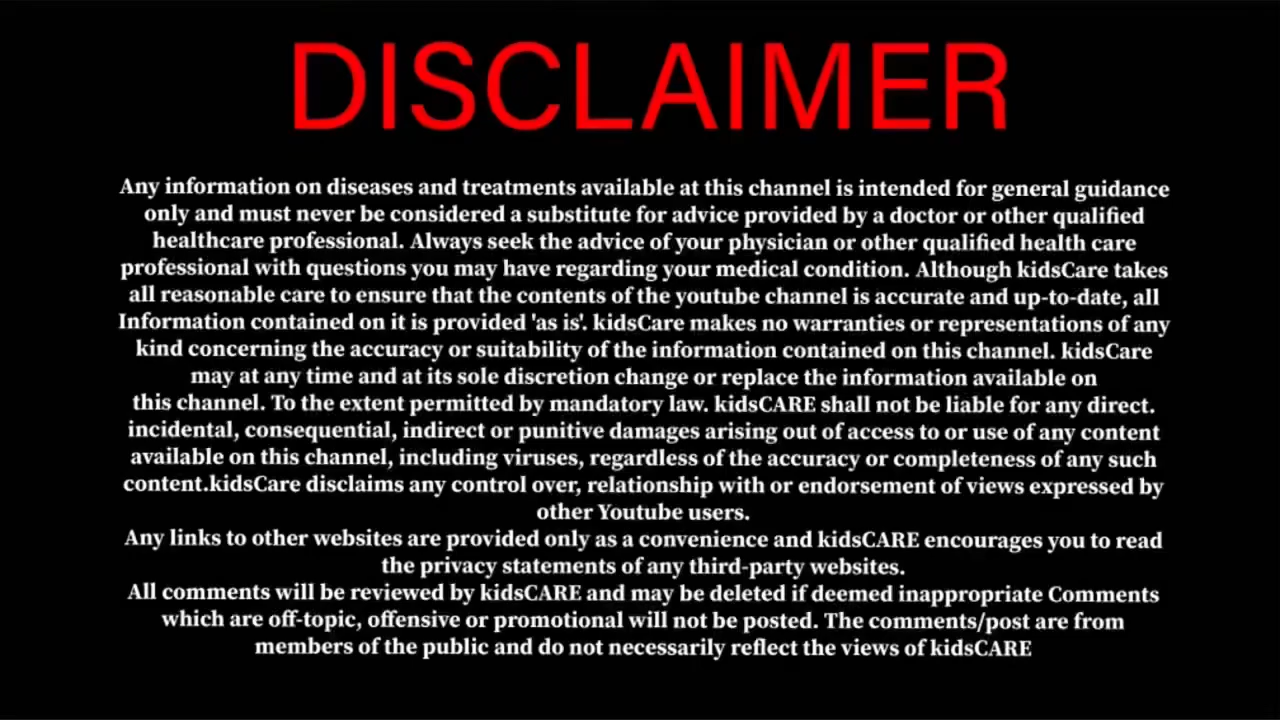 DISCLAIMER
Any information on diseases and treatments available at this channel is intended for general guidance
only and must never be considered a substitute for advice provided by a doctor or other qualified
healthcare professional. Always seek the advice of your physician or other qualified health care
professional with questions you may have regarding your medical condition. Although kidsCare takes
all reasonable care to ensure that the contents of the youtube channel is accurate and up-to-date, all
Information contained on it is provided 'as is'. kidsCare makes no warranties or representations of any
kind concerning the accuracy or suitability of the information contained on this channel. kidsCare
may at any time and at its sole discretion change or replace the information available on
this channel. To the extent permitted by mandatory law. kidsCARE shall not be liable for any direct.
incidental, consequential, indirect or punitive damages arising out of access to or use of any content
available on this channel, including viruses, regardless of the accuracy or completeness of any such
content.kidsCare disclaims any control over, relationship with or endorsement of views expressed by
other Youtube users.
Any links to other websites are provided only as a convenience and kidsCARE encourages you to read
the privacy statements of any third-party websites.
All comments will be reviewed by kidsCARE and may be deleted if deemed inappropriate Comments
which are off-topic, offensive or promotional will not be posted. The comments/post are from
members of the public and do not necessarily reflect the views of kidsCARE